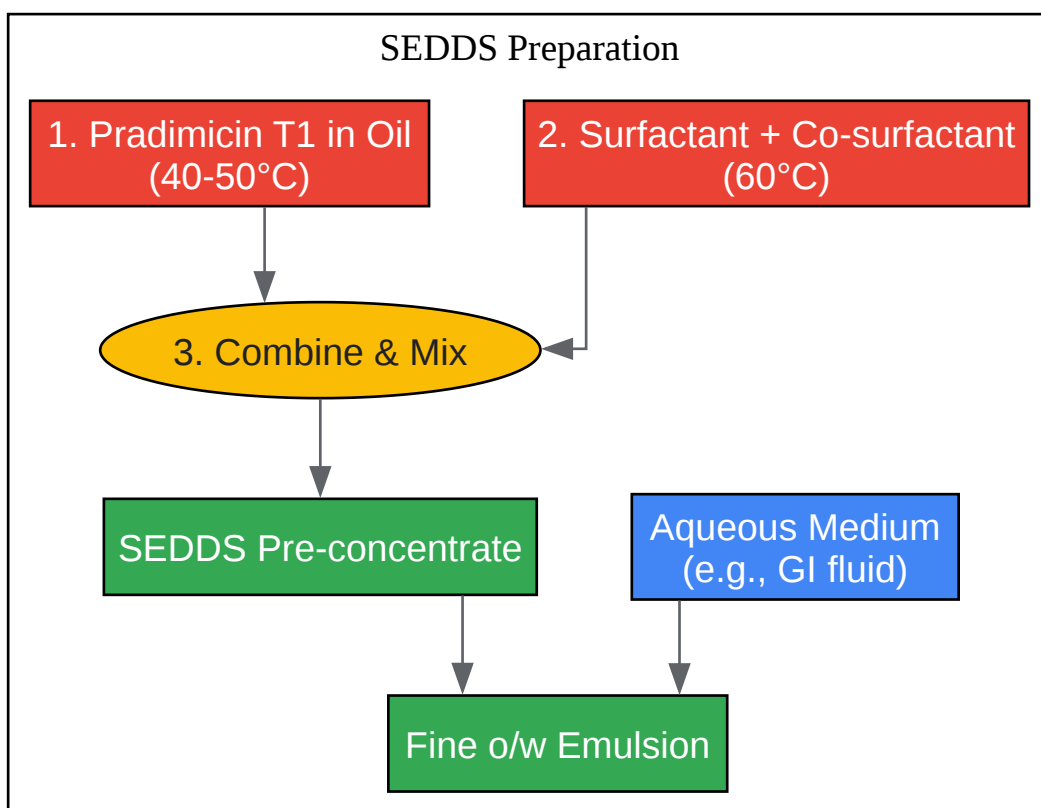 SEDDS Preparation
1. Pradimicin T1 in Oil
(40-50°C)
2. Surfactant + Co-surfactant
(60°C)
3. Combine & Mix
SEDDS Pre-concentrate
Aqueous Medium
(e.g., GI fluid)
Fine o/w Emulsion